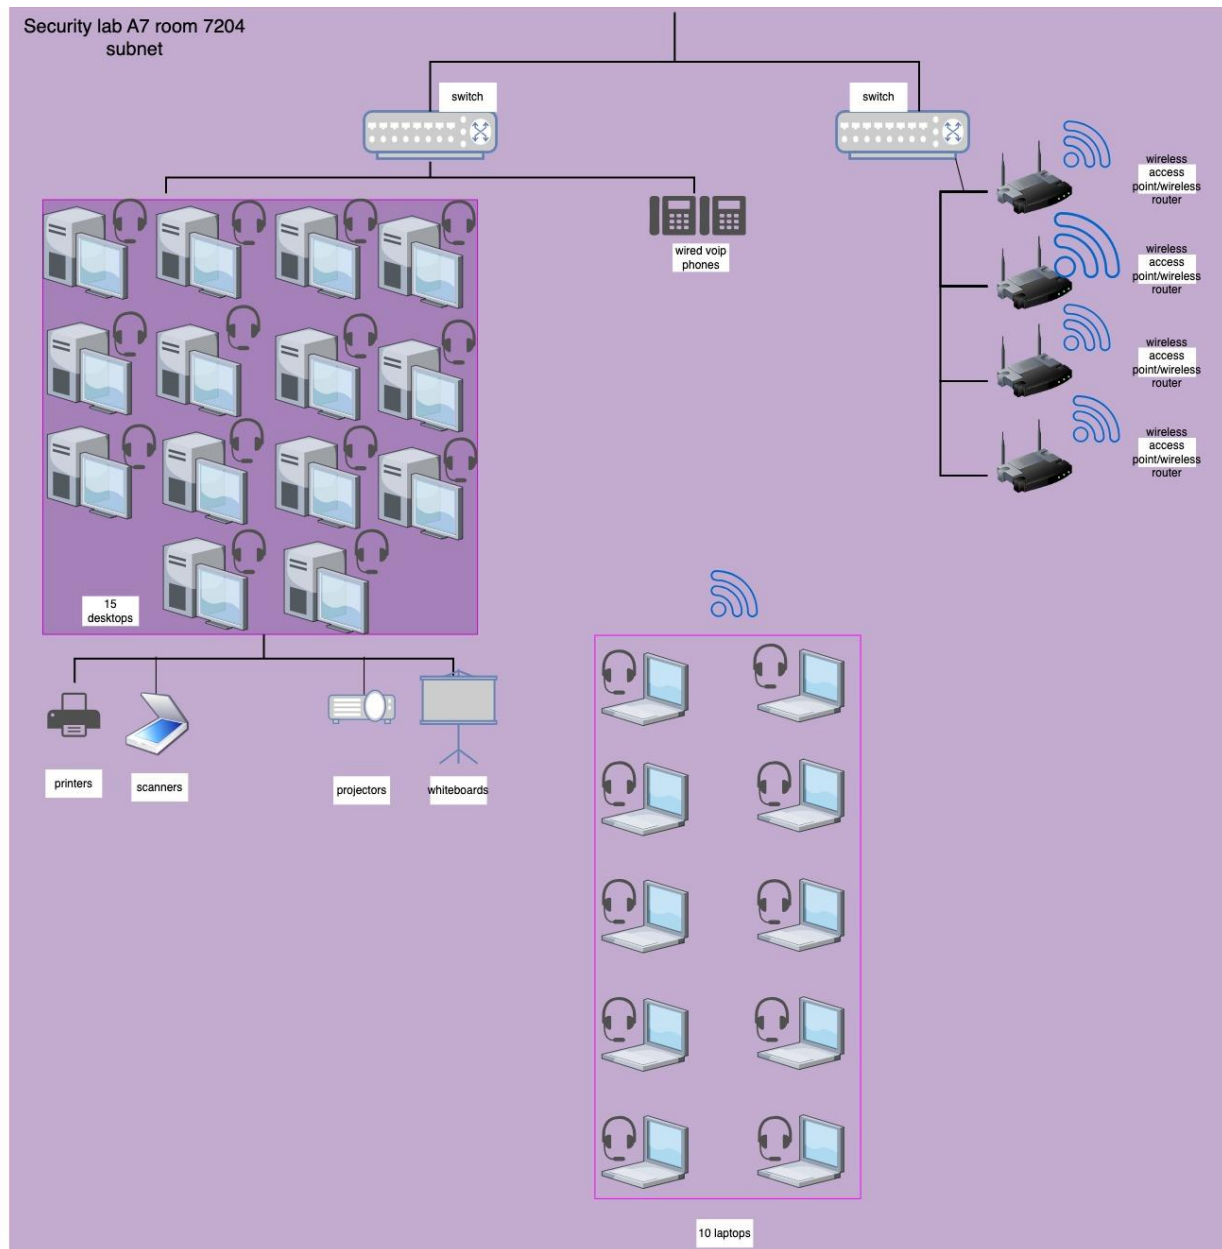 Security lab A7 room 7204
subnet
switch
switch
wireless
access
point/wireless
router
wired voip
phones
wireless
access
point/wireless
router
wireless
access
point/wireless
router
wireless
access
point/wireless
router
15
desktops
printers
scanners
projectors
whiteboards
10 laptops